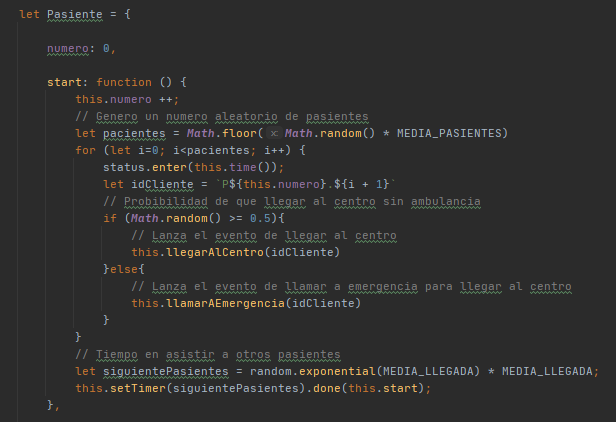 let Pasiente = {
numero: 0,
start: function () {
this.numero ++;
// Genero un numero aleatorio de pasientes
let pacientes = Math.floor( x: Math.random() * MEDIA_PASIENTES)
for (let i=0; i<pacientes; i++) {
status.enter(this.time());
let idCliente = `P${this.numero}.${i + 1}`
// Probibilidad de que llegar al centro sin ambulancia
if (Math.random() >= 0.5){
// Lanza el evento de llegar al centro
this.llegarAlCentro(idCliente)
}else{
// Lanza el evento de llamar a emergencia para llegar al centro
this.llamarAEmergencia(idCliente)
}
}
// Tiempo en asistir a otros pasientes
let siguientePasientes = random.exponential(MEDIA_LLEGADA) * MEDIA_LLEGADA;
this.setTimer(siguientePasientes).done(this.start);
},